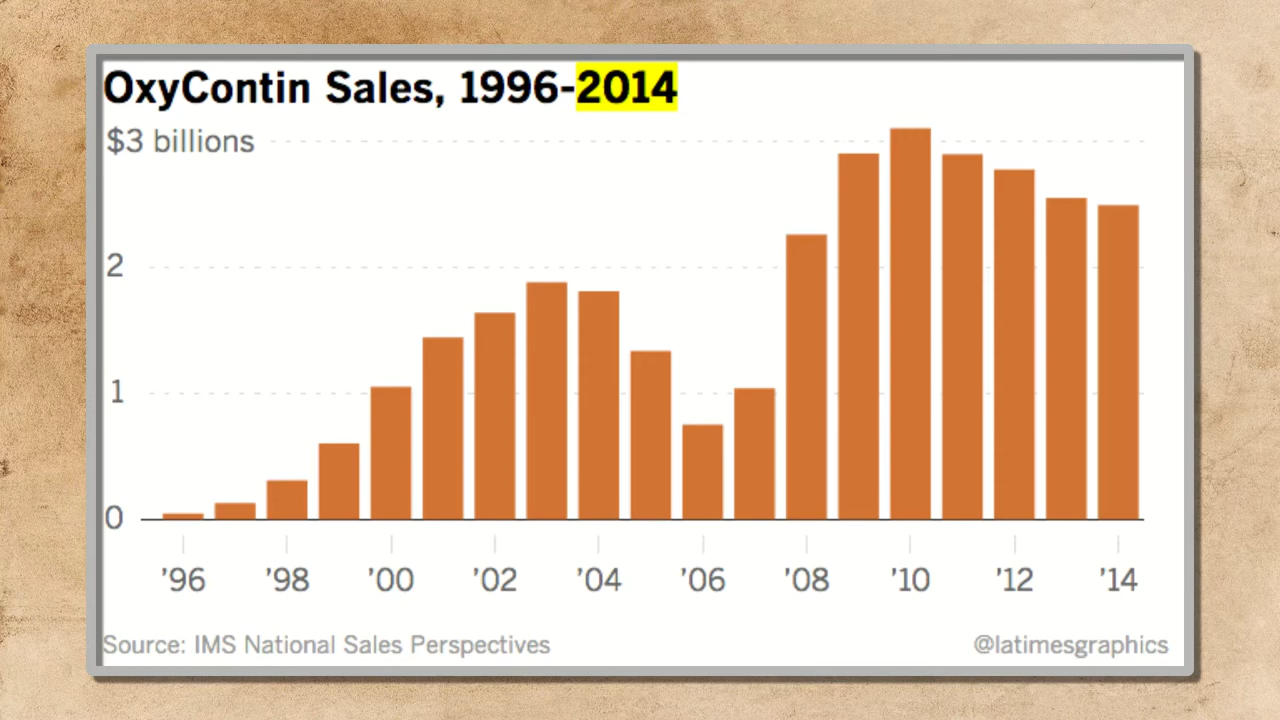 OxyContin Sales, 1996-2014
$3 billions
2
1
0
’96 ’98 ’00 ’02 ’04 ’06 ’08 ’10 ’12 ’14
Source: IMS National Sales Perspectives @latimesgraphics